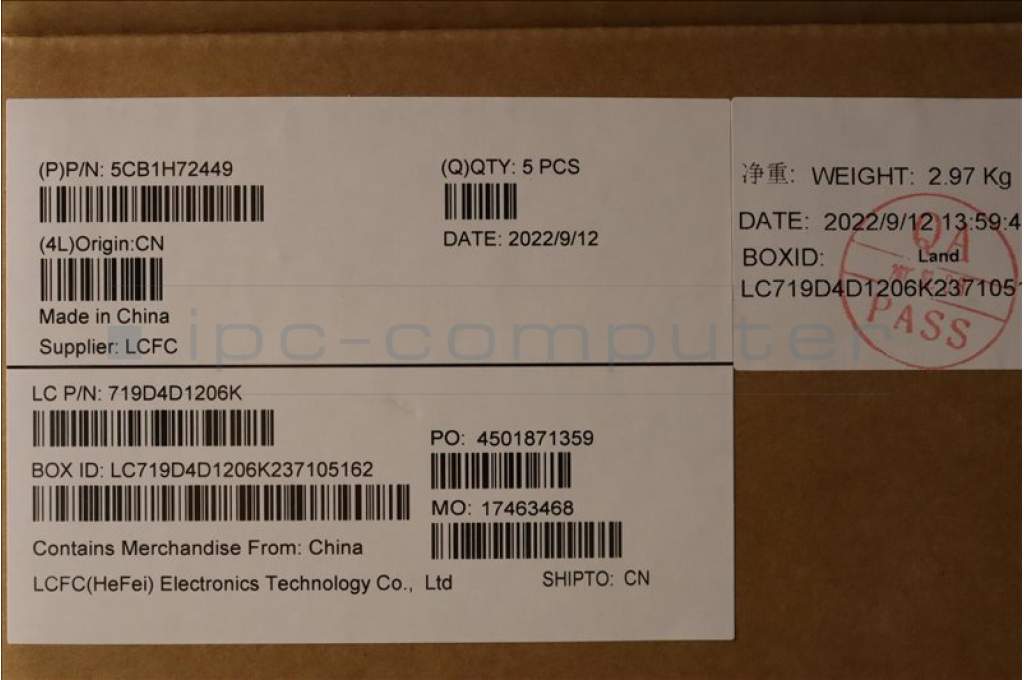 (P)P/N: 5CB1H72449
(Q)QTY: 5 PCS
(4L)Origin:CN
DATE: 2022/9/12
Made in China
Supplier: LCFC
LC P/N: 719D4D1206K
PO: 4501871359
BOX ID: LC719D4D1206K237105162
MO: 17463468
Contains Merchandise From: China
LCFC(HeFei) Electronics Technology Co., Ltd
SHIPTO: CN
净重: WEIGHT: 2.97 Kg
DATE: 2022/9/12 13:59:4
BOXID: Land
LC719D4D1206K2371051
QA
PASS
ipc-computer